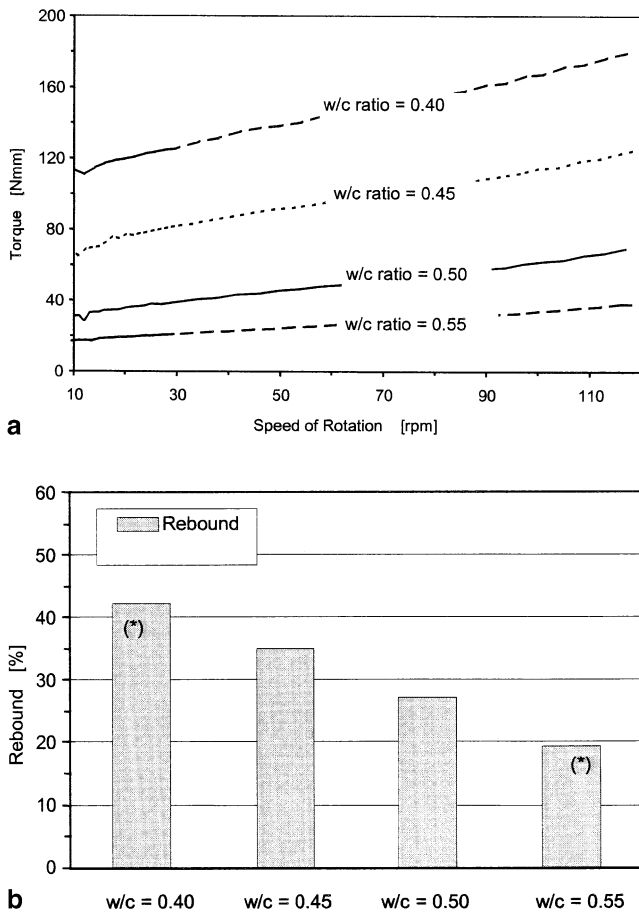 200
160
120
80
40
0
Torque [Nmm]
w/c ratio = 0.40
w/c ratio = 0.45
w/c ratio = 0.50
w/c ratio = 0.55
10 30 50 70 90 110
Speed of Rotation [rpm]
a
60
50
40
30
20
10
0
Rebound [%]
Rebound
(*)
(*)
w/c = 0.40 w/c = 0.45 w/c = 0.50 w/c = 0.55
b